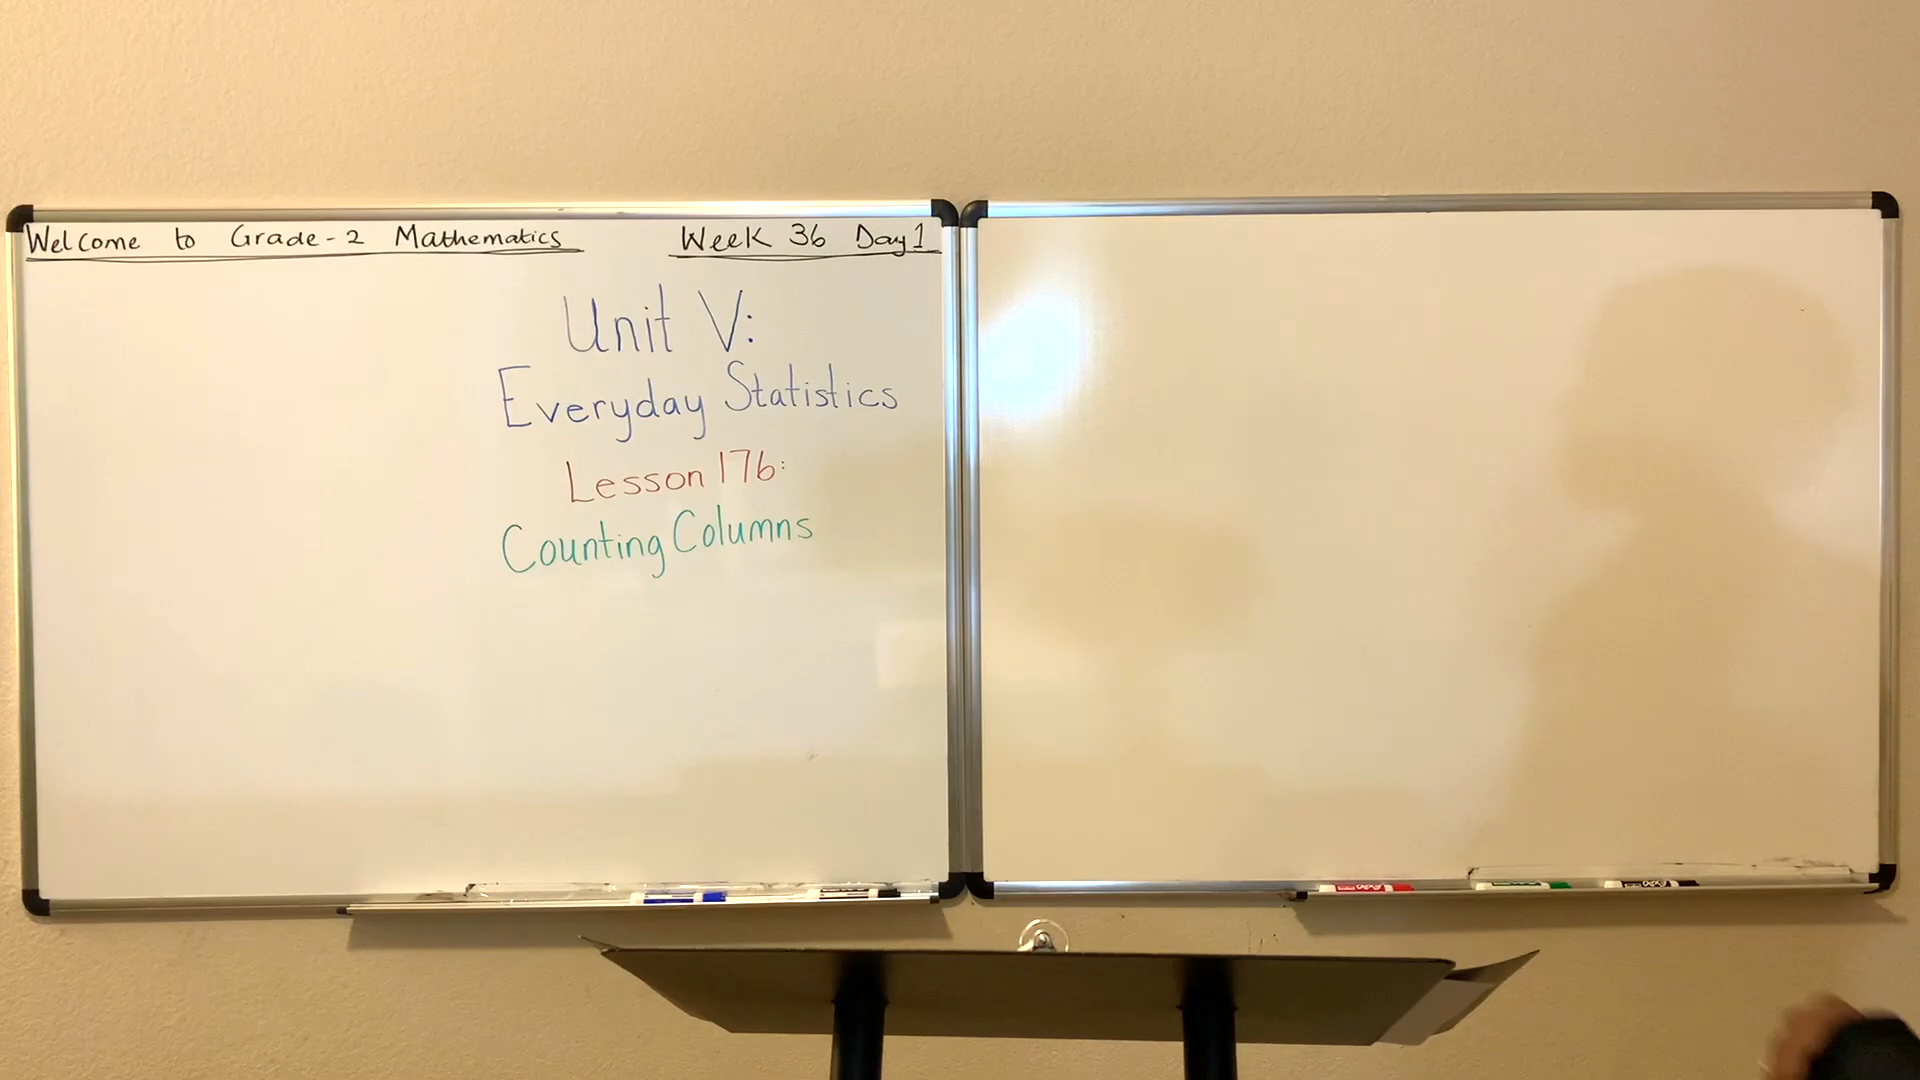 Welcome to Grade-2 Mathematics Week 36 Day 1
Unit V:
Everyday Statistics
Lesson 176:
Counting Columns